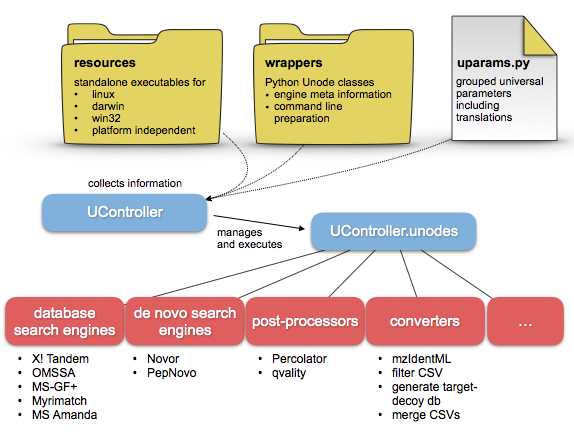 resources
standalone executables for
• linux
• darwin
• win32
• platform independent
wrappers
Python Unode classes
• engine meta information
• command line
preparation
uparams.py
grouped universal
parameters
including
translations
collects information
UController
manages
and executes
UController.unodes
database
search engines
de novo search
engines
post-processors
converters
...
• X! Tandem
• OMSSA
• MS-GF+
• Myrimatch
• MS Amanda
• Novor
• PepNovo
• Percolator
• qvality
• mzIdentML
• filter CSV
• generate target-
decoy db
• merge CSVs